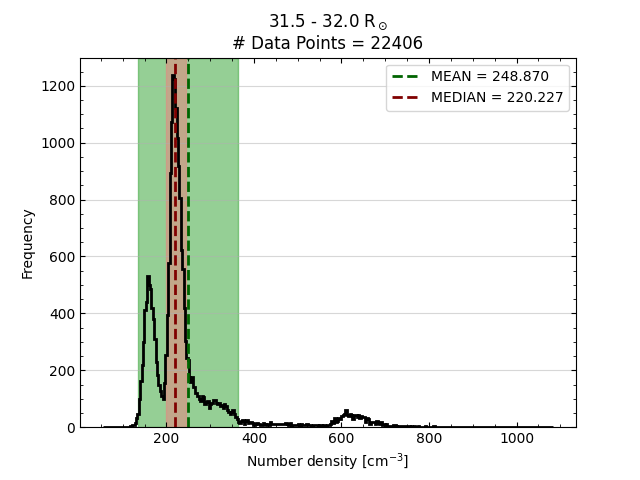 31.5 - 32.0 R⊙
# Data Points = 22406
MEAN = 248.870
MEDIAN = 220.227
1200
1000
800
600
400
200
0
Frequency
200 400 600 800 1000
Number density [cm⁻³]